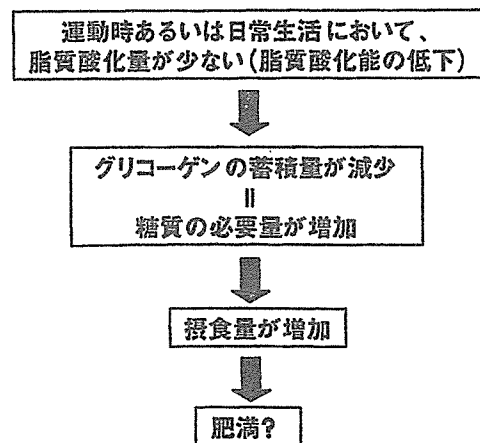 運動時あるいは日常生活において、
脂質酸化量が少ない(脂質酸化能の低下)
グリコーゲンの蓄積量が減少
＝
糖質の必要量が増加
摂食量が増加
肥満?